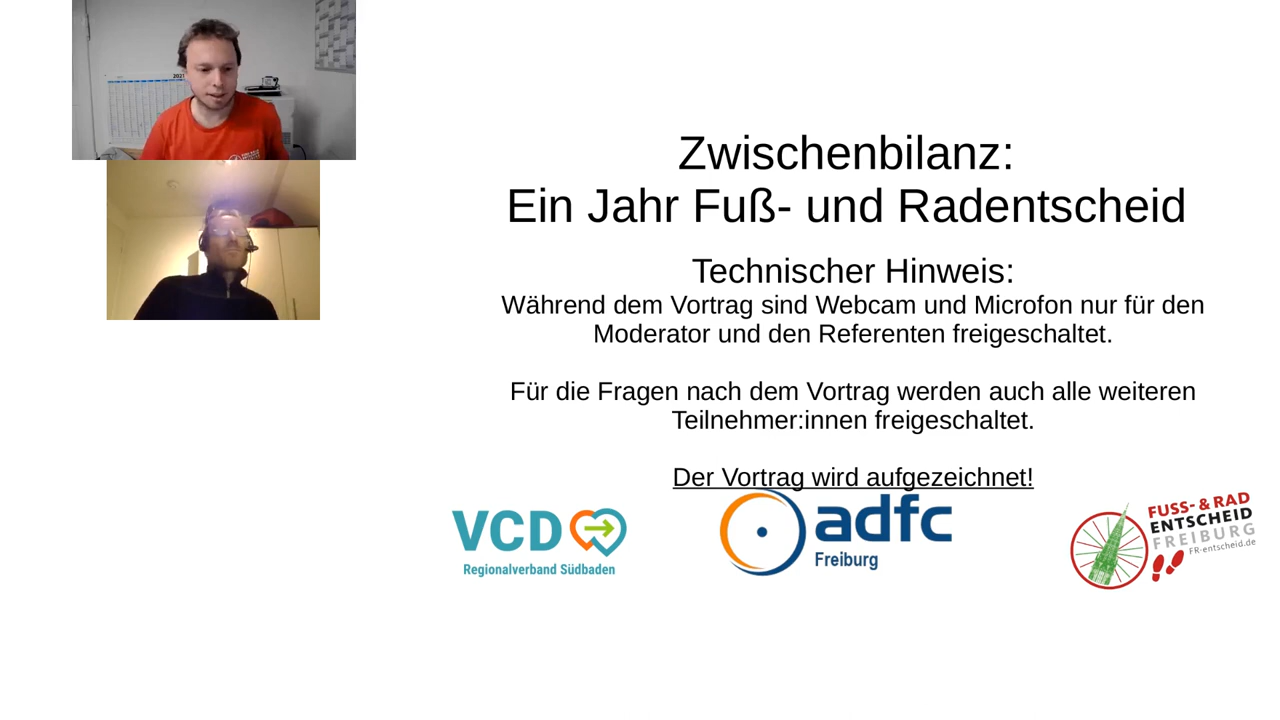 2021
Zwischenbilanz:
Ein Jahr Fuß- und Radentscheid
Technischer Hinweis:
Während dem Vortrag sind Webcam und Microfon nur für den
Moderator und den Referenten freigeschaltet.
Für die Fragen nach dem Vortrag werden auch alle weiteren
Teilnehmer:innen freigeschaltet.
Der Vortrag wird aufgezeichnet!
VCD
Regionalverband Südbaden
adfc
Freiburg
FUSS- & RAD
ENTSCHEID
FREIBURG
FR-entscheid.de